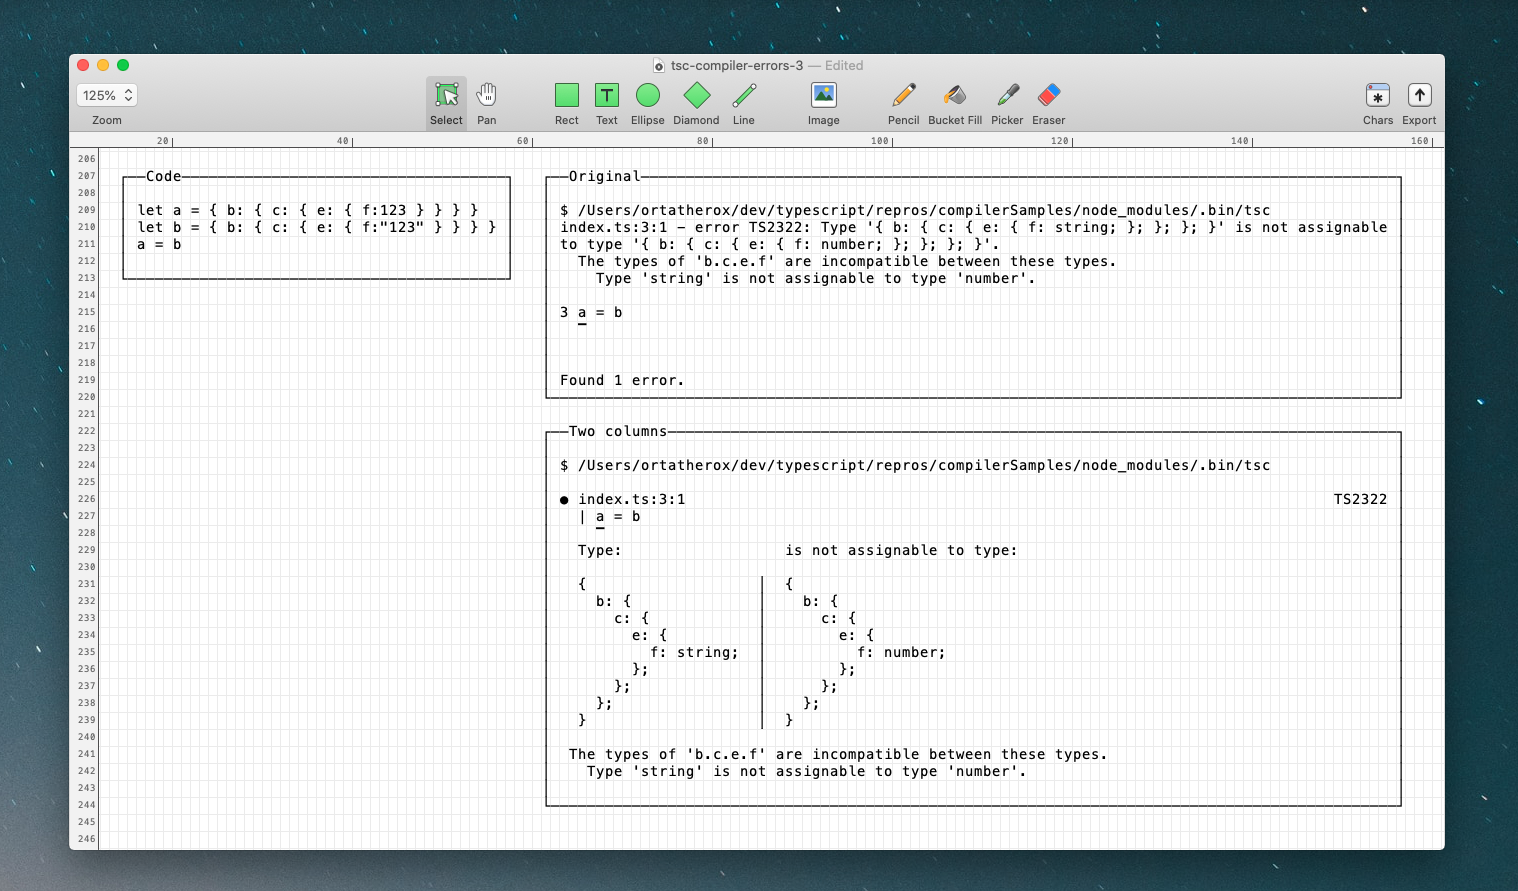 tsc-compiler-errors-3 — Edited
125%
Zoom
Select
Pan
Rect
Text
Ellipse
Diamond
Line
Image
Pencil
Bucket Fill
Picker
Eraser
Chars
Export
20
40
60
80
100
120
140
160
206
207
208
209
210
211
212
213
214
215
216
217
218
219
220
221
222
223
224
225
226
227
228
229
230
231
232
233
234
235
236
237
238
239
240
241
242
243
244
245
246
Code
let a = { b: { c: { e: { f:123 } } } }
let b = { b: { c: { e: { f:"123" } } } }
a = b
Original
$ /Users/ortatherox/dev/typescript/repros/compilerSamples/node_modules/.bin/tsc
index.ts:3:1 – error TS2322: Type '{ b: { c: { e: { f: string; }; }; }; }' is not assignable
to type '{ b: { c: { e: { f: number; }; }; }; }'.
The types of 'b.c.e.f' are incompatible between these types.
Type 'string' is not assignable to type 'number'.
3 a = b
Found 1 error.
Two columns
$ /Users/ortatherox/dev/typescript/repros/compilerSamples/node_modules/.bin/tsc
● index.ts:3:1 TS2322
| a = b
Type: is not assignable to type:
{ {
b: { b: {
c: { c: {
e: { e: {
f: string; f: number;
}; };
}; };
}; };
} }
The types of 'b.c.e.f' are incompatible between these types.
Type 'string' is not assignable to type 'number'.